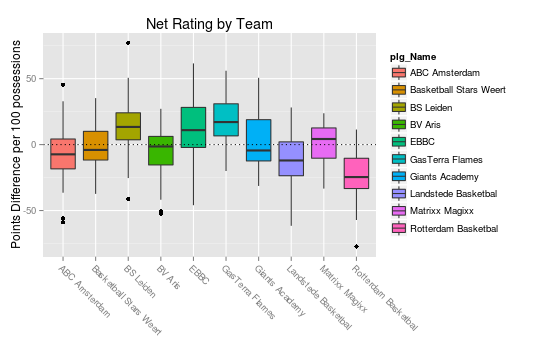 Net Rating by Team
Points Difference per 100 possessions
50
0
-50
ABC Amsterdam
Basketball Stars Weert
BS Leiden
BV Aris
EBBC
GasTerra Flames
Giants Academy
Landstede Basketbal
Matrixx Magixx
Rotterdam Basketbal
plg_Name
ABC Amsterdam
Basketball Stars Weert
BS Leiden
BV Aris
EBBC
GasTerra Flames
Giants Academy
Landstede Basketbal
Matrixx Magixx
Rotterdam Basketbal